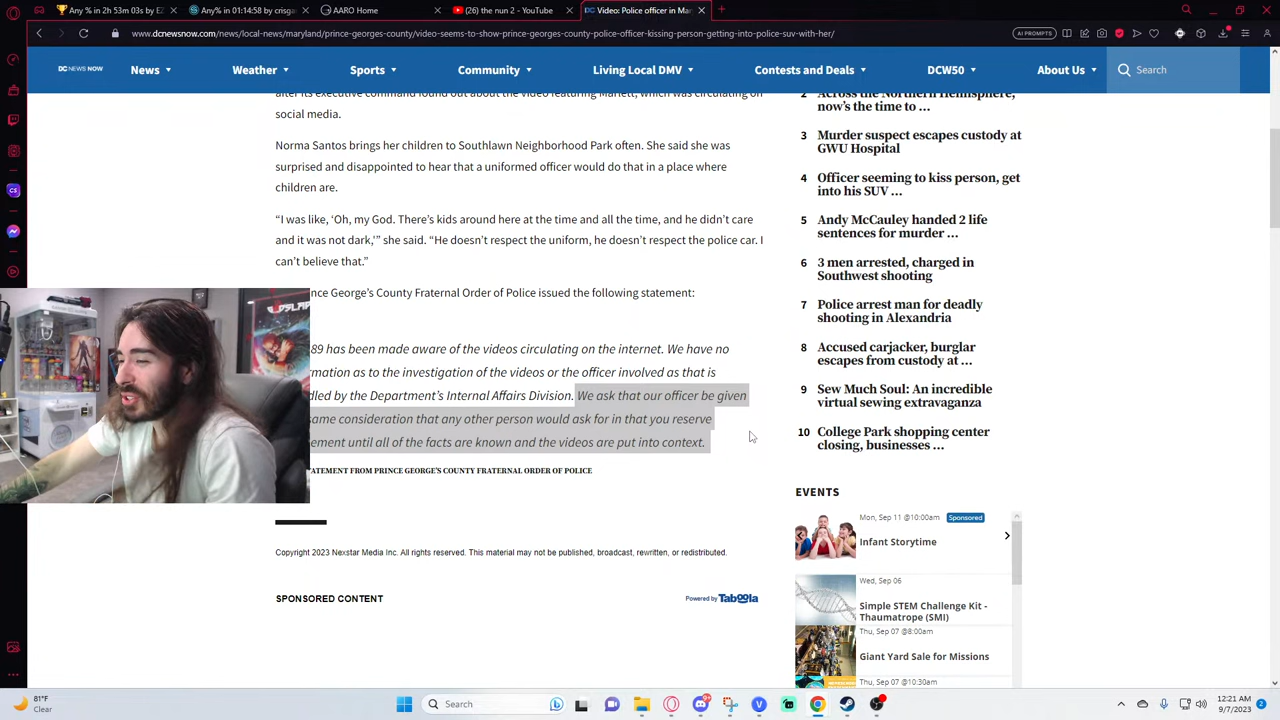 Any % in 2h 53m 03s by EZ
Any% in 01:14:58 by crisga
AARO Home
(26) the nun 2 - YouTube
Video: Police officer in Mar
www.dcnewsnow.com/news/local-news/maryland/prince-georges-county/video-seems-to-show-prince-georges-county-police-officer-kissing-person-getting-into-police-suv-with-her/
AI PROMPTS
DC NEWS NOW
News
Weather
Sports
Community
Living Local DMV
Contests and Deals
DCW50
About Us
Search
after its executive command found out about the video featuring Marlett, which was circulating on
social media.
Norma Santos brings her children to Southlawn Neighborhood Park often. She said she was
surprised and disappointed to hear that a uniformed officer would do that in a place where
children are.
“I was like, ‘Oh, my God. There’s kids around here at the time and all the time, and he didn’t care
and it was not dark,’” she said. “He doesn’t respect the uniform, he doesn’t respect the police car. I
can’t believe that.”
nce George’s County Fraternal Order of Police issued the following statement:
89 has been made aware of the videos circulating on the internet. We have no
rmation as to the investigation of the videos or the officer involved as that is
dled by the Department’s Internal Affairs Division. We ask that our officer be given
same consideration that any other person would ask for in that you reserve
ement until all of the facts are known and the videos are put into context.
ATEMENT FROM PRINCE GEORGE’S COUNTY FRATERNAL ORDER OF POLICE
Copyright 2023 Nexstar Media Inc. All rights reserved. This material may not be published, broadcast, rewritten, or redistributed.
SPONSORED CONTENT
Powered by Taboola
2 Across the Northern Hemisphere,
now’s the time to ...
3 Murder suspect escapes custody at
GWU Hospital
4 Officer seeming to kiss person, get
into his SUV ...
5 Andy McCauley handed 2 life
sentences for murder ...
6 3 men arrested, charged in
Southwest shooting
7 Police arrest man for deadly
shooting in Alexandria
8 Accused carjacker, burglar
escapes from custody at ...
9 Sew Much Soul: An incredible
virtual sewing extravaganza
10 College Park shopping center
closing, businesses ...
EVENTS
Mon, Sep 11 @10:00am Sponsored
Infant Storytime
Wed, Sep 06
Simple STEM Challenge Kit -
Thaumatrope (SMI)
Thu, Sep 07 @8:00am
Giant Yard Sale for Missions
Thu, Sep 07 @10:30am
81°F
Clear
Search
12:21 AM
9/7/2023
2